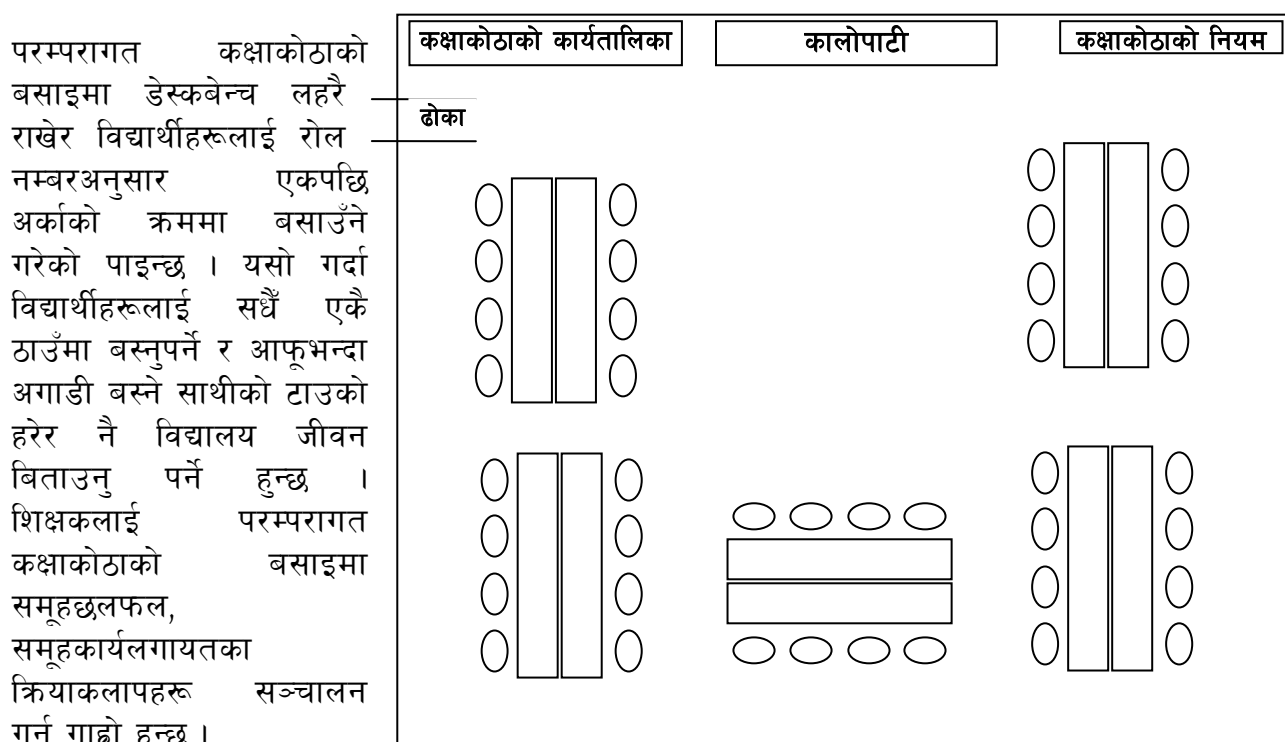 परम्परागत कक्षाकोठाको
बसाइमा डेस्कबेन्च लहरै
राखेर विद्यार्थीहरूलाई रोल
नम्बरअनुसार एकपछि
अर्काको क्रममा बसाउँने
गरेको पाइन्छ । यसो गर्दा
विद्यार्थीहरूलाई सधैँ एकै
ठाउँमा बस्नुपर्ने र आफूभन्दा
अगाडी बस्ने साथीको टाउको
हरेर नै विद्यालय जीवन
बिताउनु पर्ने हुन्छ ।
शिक्षकलाई परम्परागत
कक्षाकोठाको बसाइमा
समूहछलफल,
समूहकार्यलगायतका
क्रियाकलापहरू सञ्चालन
गर्न गाह्रो हुन्छ ।
कक्षाकोठाको कार्यतालिका
कालोपाटी
कक्षाकोठाको नियम
ढोका